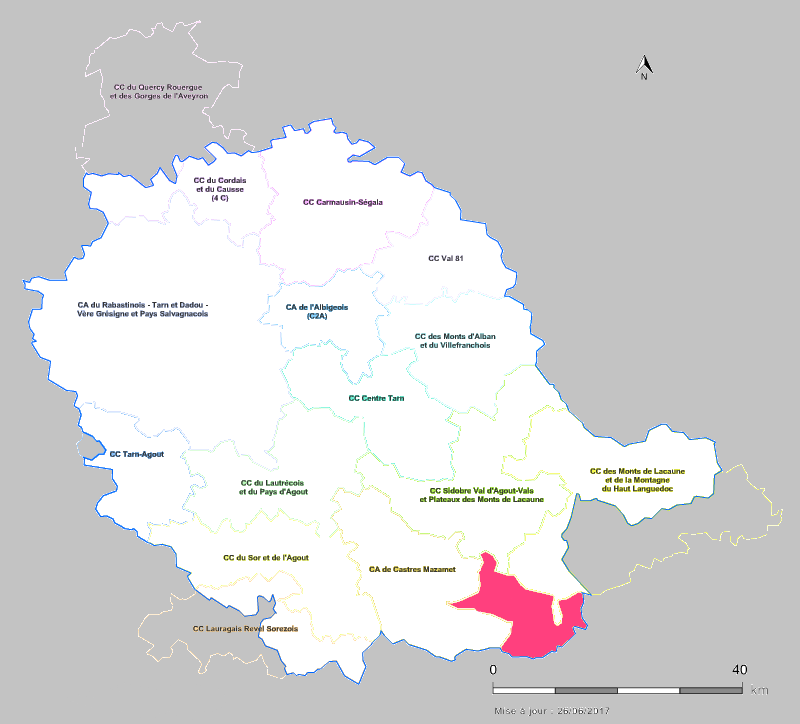 CC du Quercy Rouergue
et des Gorges de l'Aveyron
N
CC du Cordais
et du Causse
(4 C)
CC Carmausin-Ségala
CC Val 81
CA du Rabastinois - Tarn et Dadou -
Vère Grésigne et Pays Salvagnacois
CA de l'Albigeois
(C2A)
CC des Monts d'Alban
et du Villefranchois
CC Centre Tarn
CC Tarn-Agout
CC du Lautrécois
et du Pays d'Agout
CC Sidobre Val d'Agout-Vals
et Plateaux des Monts de Lacaune
CC des Monts de Lacaune
et de la Montagne
du Haut Languedoc
CC du Sor et de l'Agout
CA de Castres Mazamet
CC Lauragais Revel Sorezois
0 40
km
Mise à jour : 26/06/2017